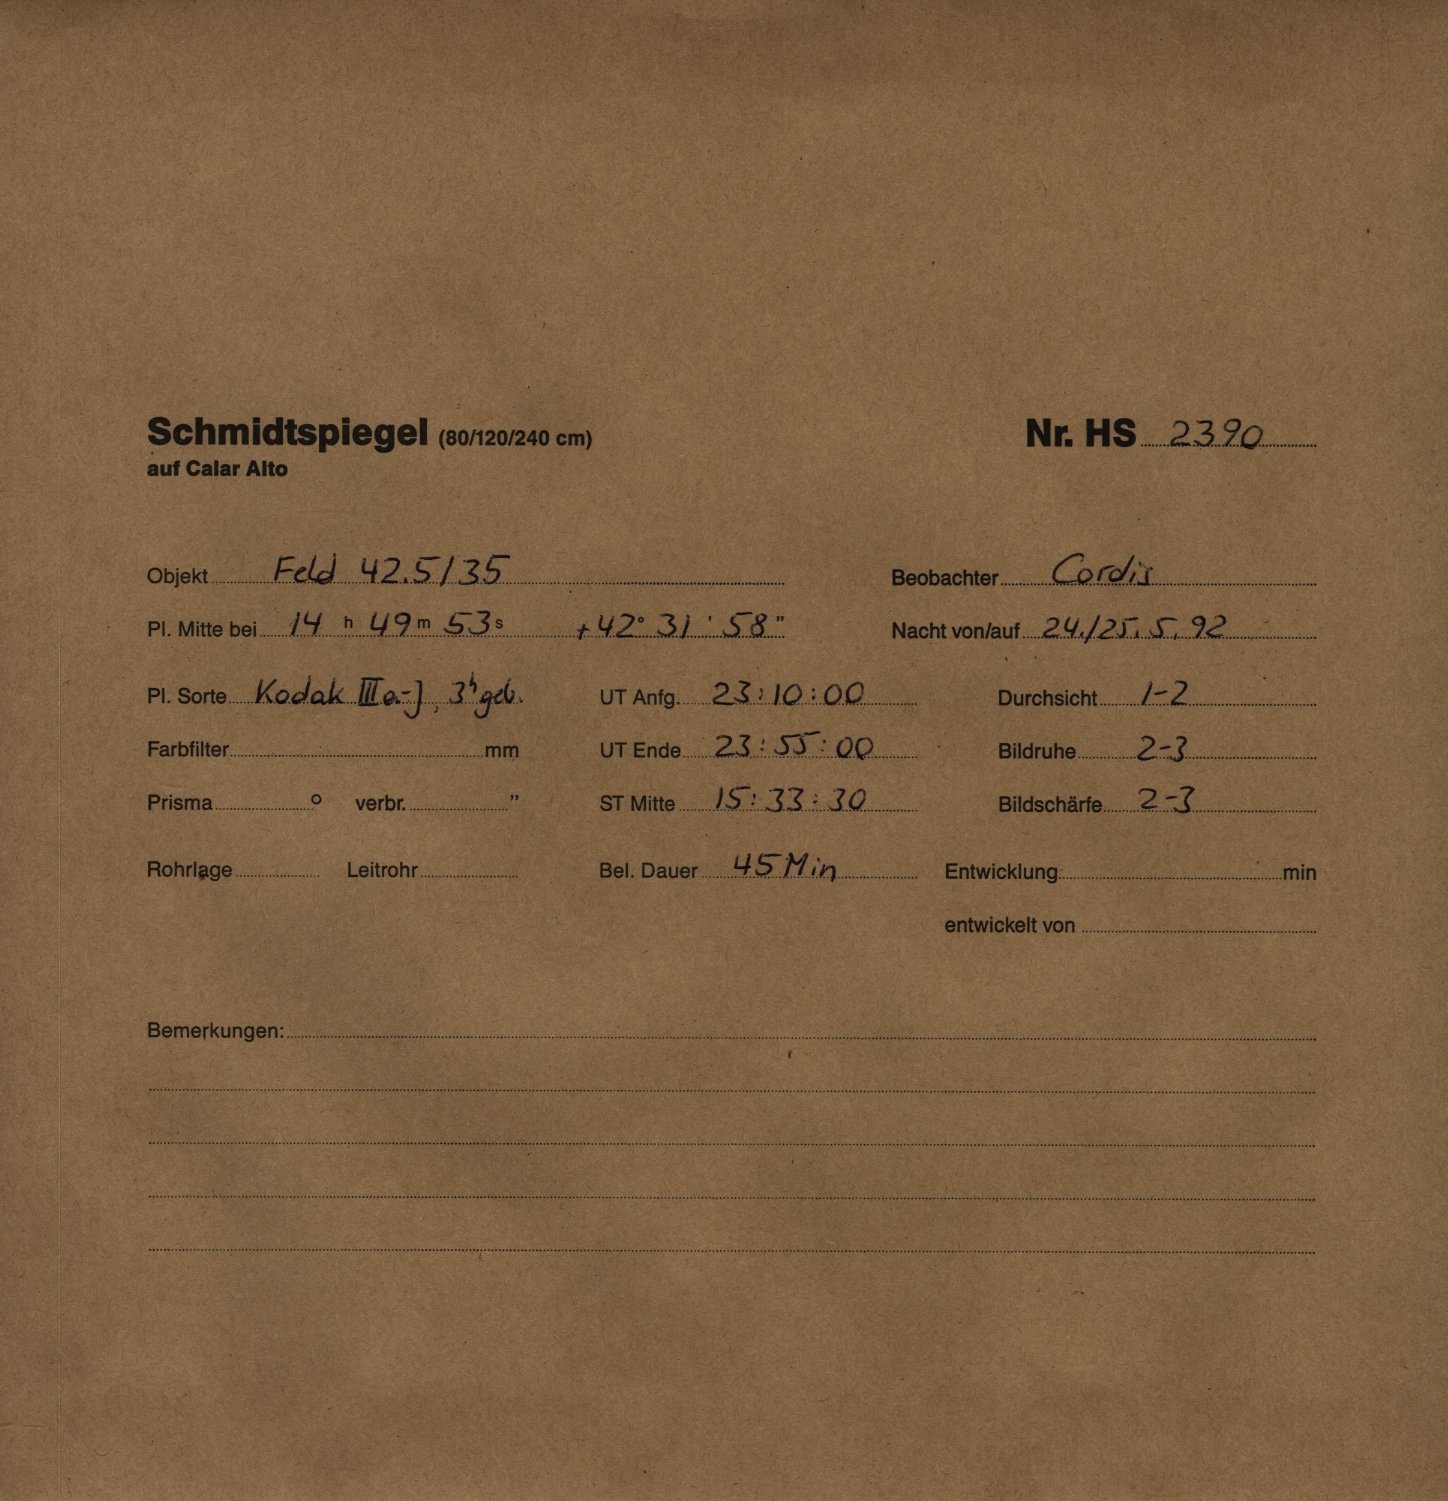 Schmidtspiegel (80/120/240 cm) Nr. HS 2390
auf Calar Alto
Objekt Feld 42.5/35 Beobachter Cordis
Pl. Mitte bei 14 h 49 m 53 s +42° 31 ' 58 " Nacht von/auf 24./25. 5. 92
Pl. Sorte Kodak IIIa-J, 3h geb. UT Anfg. 23:10:00 Durchsicht 1-2
Farbfilter mm UT Ende 23:55:00 Bildruhe 2-3
Prisma ° verbr. " ST Mitte 15:33:30 Bildschärfe 2-3
Rohrlage Leitrohr Bel. Dauer 45 Min Entwicklung min
entwickelt von
Bemerkungen: